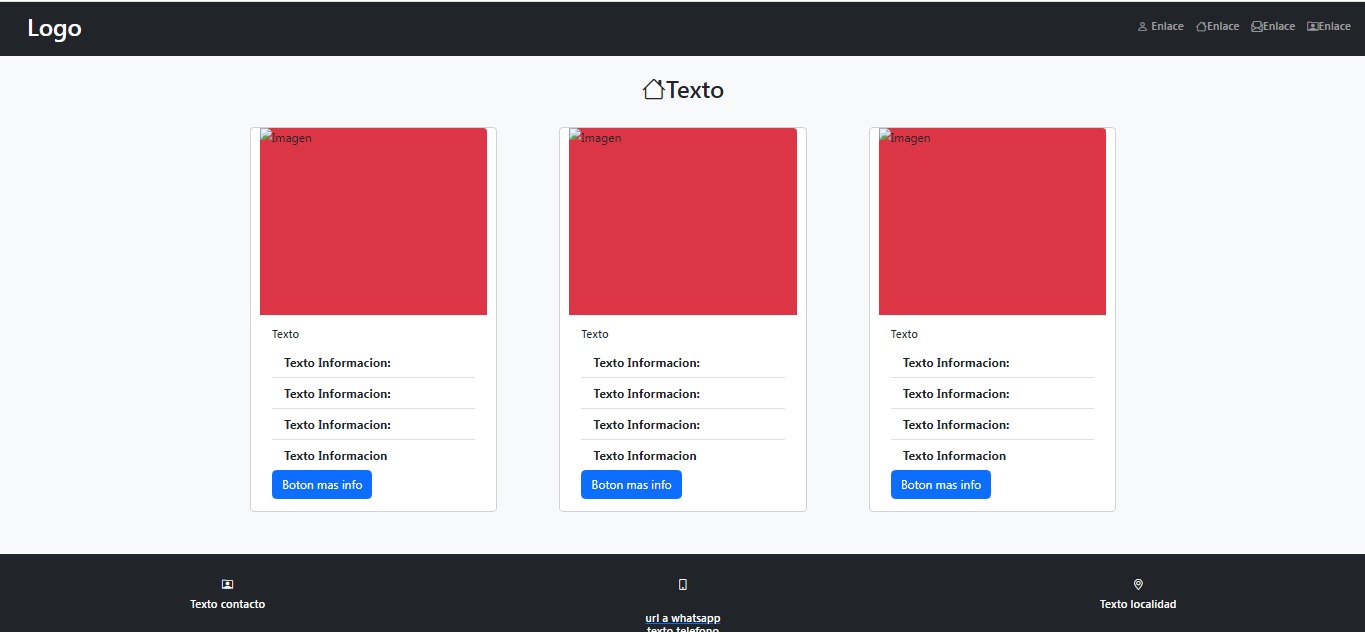 Logo
Enlace Enlace Enlace Enlace
Texto
Imagen Imagen Imagen
Texto Texto Texto
Texto Informacion: Texto Informacion: Texto Informacion:
Texto Informacion: Texto Informacion: Texto Informacion:
Texto Informacion: Texto Informacion: Texto Informacion:
Texto Informacion Texto Informacion Texto Informacion
Boton mas info Boton mas info Boton mas info
Texto contacto Texto localidad
url a whatsapp
texto telefono